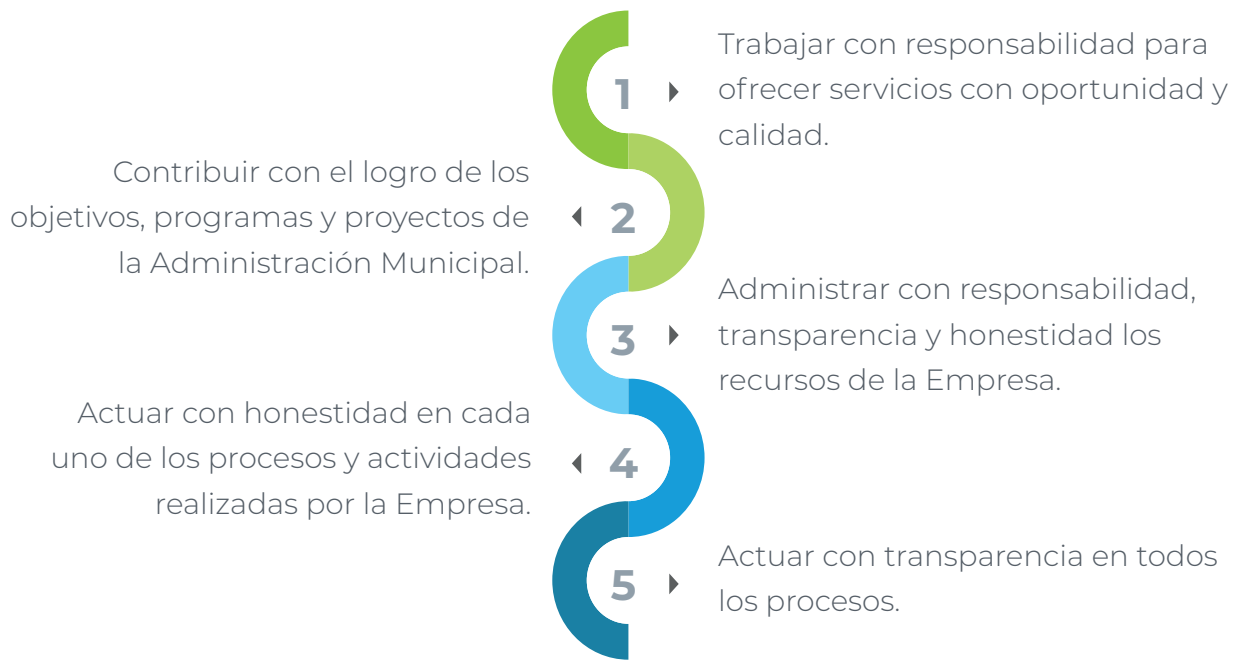 1
Trabajar con responsabilidad para
ofrecer servicios con oportunidad y
calidad.
Contribuir con el logro de los
objetivos, programas y proyectos de
la Administración Municipal.
2
3
Administrar con responsabilidad,
transparencia y honestidad los
recursos de la Empresa.
Actuar con honestidad en cada
uno de los procesos y actividades
realizadas por la Empresa.
4
5
Actuar con transparencia en todos
los procesos.